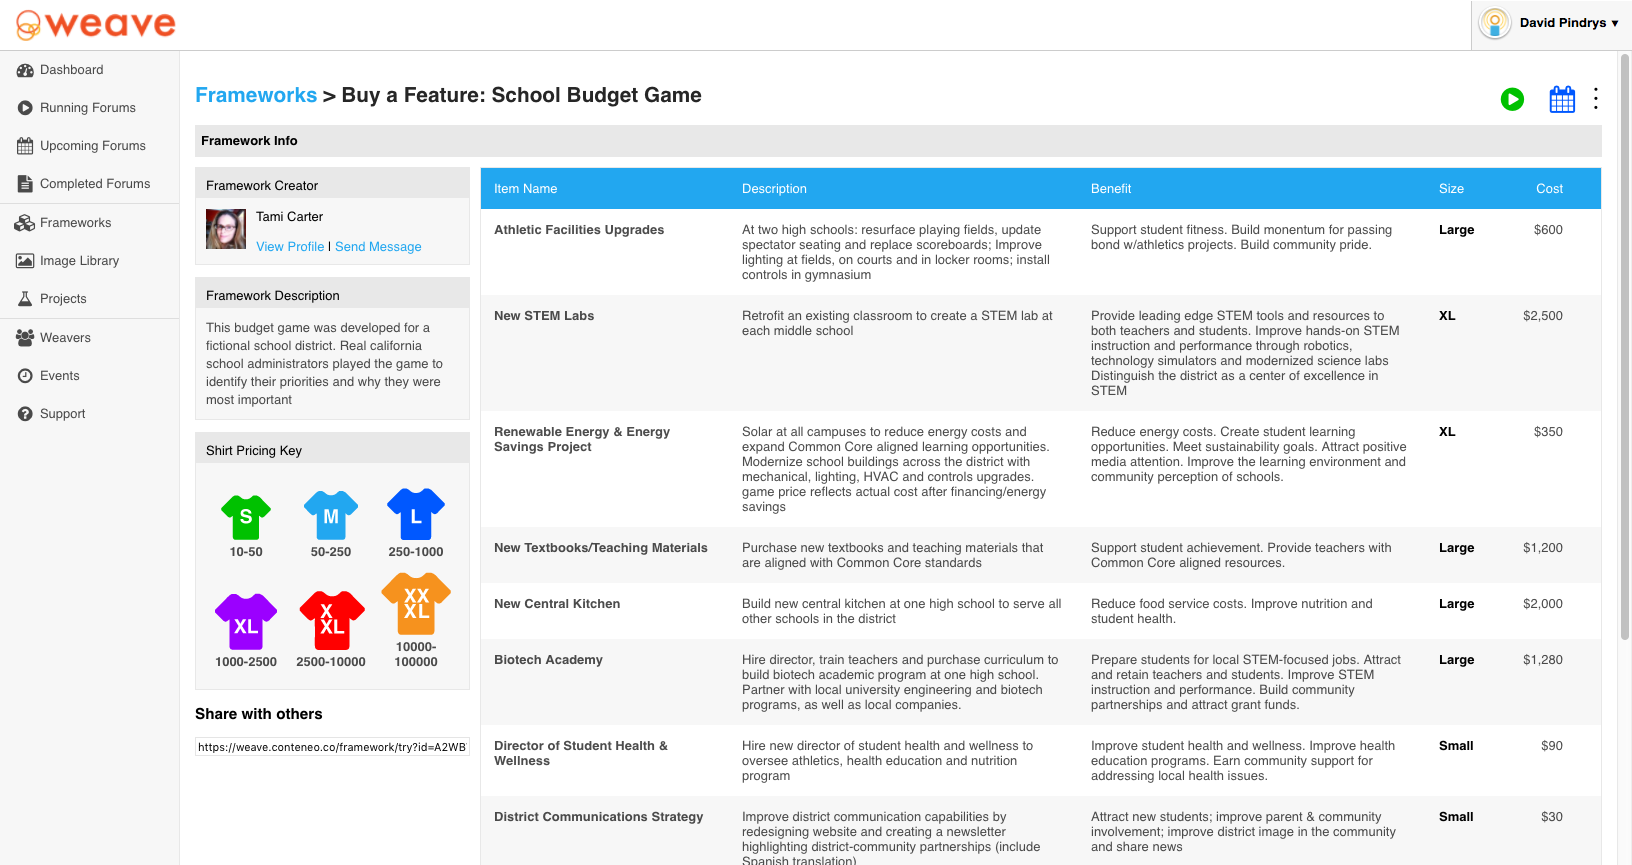 weave
David Pindrys ▼
Dashboard
Running Forums
Upcoming Forums
Completed Forums
Frameworks
Image Library
Projects
Weavers
Events
Support
Frameworks > Buy a Feature: School Budget Game
Framework Info
Framework Creator
Tami Carter
View Profile | Send Message
Framework Description
This budget game was developed for a
fictional school district. Real california
school administrators played the game to
identify their priorities and why they were
most important
Shirt Pricing Key
S
M
L
10-50
50-250
250-1000
XL
X
XL
XX
XL
1000-2500
2500-10000
10000-
100000
Share with others
https://weave.conteneo.co/framework/try?id=A2WB
Item Name Description Benefit Size Cost
Athletic Facilities Upgrades
At two high schools: resurface playing fields, update
spectator seating and replace scoreboards; Improve
lighting at fields, on courts and in locker rooms; install
controls in gymnasium
Support student fitness. Build momentum for passing
bond w/athletics projects. Build community pride.
Large
$600
New STEM Labs
Retrofit an existing classroom to create a STEM lab at
each middle school
Provide leading edge STEM tools and resources to
both teachers and students. Improve hands-on STEM
instruction and performance through robotics,
technology simulators and modernized science labs
Distinguish the district as a center of excellence in
STEM
XL
$2,500
Renewable Energy & Energy
Savings Project
Solar at all campuses to reduce energy costs and
expand Common Core aligned learning opportunities.
Modernize school buildings across the district with
mechanical, lighting, HVAC and controls upgrades.
game price reflects actual cost after financing/energy
savings
Reduce energy costs. Create student learning
opportunities. Meet sustainability goals. Attract positive
media attention. Improve the learning environment and
community perception of schools.
XL
$350
New Textbooks/Teaching Materials
Purchase new textbooks and teaching materials that
are aligned with Common Core standards
Support student achievement. Provide teachers with
Common Core aligned resources.
Large
$1,200
New Central Kitchen
Build new central kitchen at one high school to serve all
other schools in the district
Reduce food service costs. Improve nutrition and
student health.
Large
$2,000
Biotech Academy
Hire director, train teachers and purchase curriculum to
build biotech academic program at one high school.
Partner with local university engineering and biotech
programs, as well as local companies.
Prepare students for local STEM-focused jobs. Attract
and retain teachers and students. Improve STEM
instruction and performance. Build community
partnerships and attract grant funds.
Large
$1,280
Director of Student Health &
Wellness
Hire new director of student health and wellness to
oversee athletics, health education and nutrition
program
Improve student health and wellness. Improve health
education programs. Earn community support for
addressing local health issues.
Small
$90
District Communications Strategy
Improve district communication capabilities by
redesigning website and creating a newsletter
highlighting district-community partnerships (include
Spanish translation)
Attract new students; improve parent & community
involvement; improve district image in the community
and share news
Small
$30